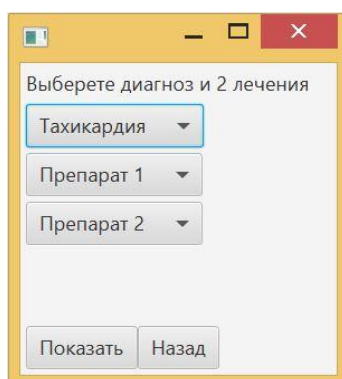 Выберете диагноз и 2 лечения
Тахикардия
Препарат 1
Препарат 2
Показать Назад